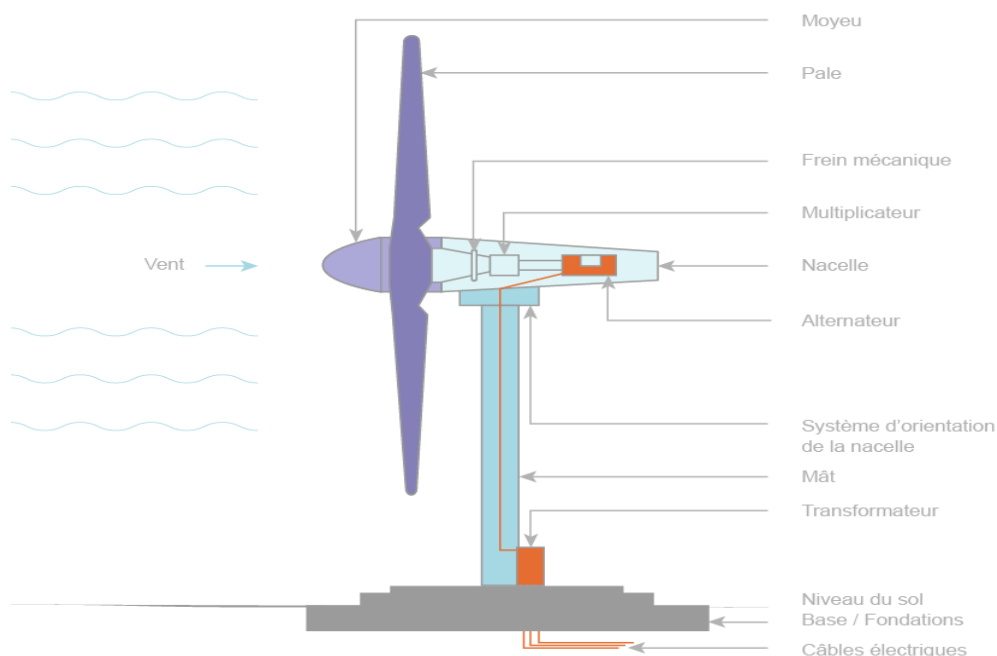 Moyeu
Pale
Frein mécanique
Multiplicateur
Vent
Nacelle
Alternateur
Système d'orientation
de la nacelle
Mât
Transformateur
Niveau du sol
Base / Fondations
Câbles électriques